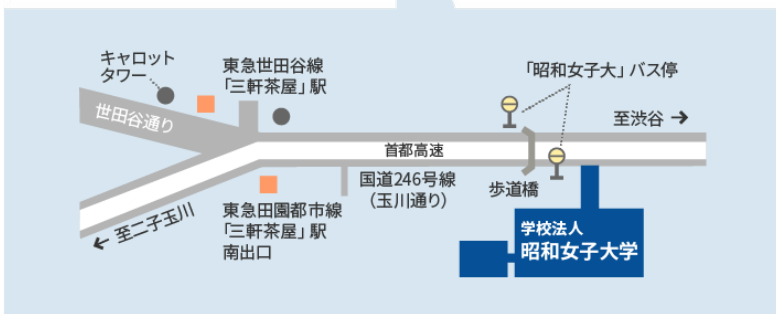 キャロット
タワー
東急世田谷線
「三軒茶屋」駅
「昭和女子大」バス停
世田谷通り
至渋谷 →
首都高速
国道246号線
（玉川通り）
歩道橋
← 至二子玉川
東急田園都市線
「三軒茶屋」駅
南出口
学校法人
昭和女子大学